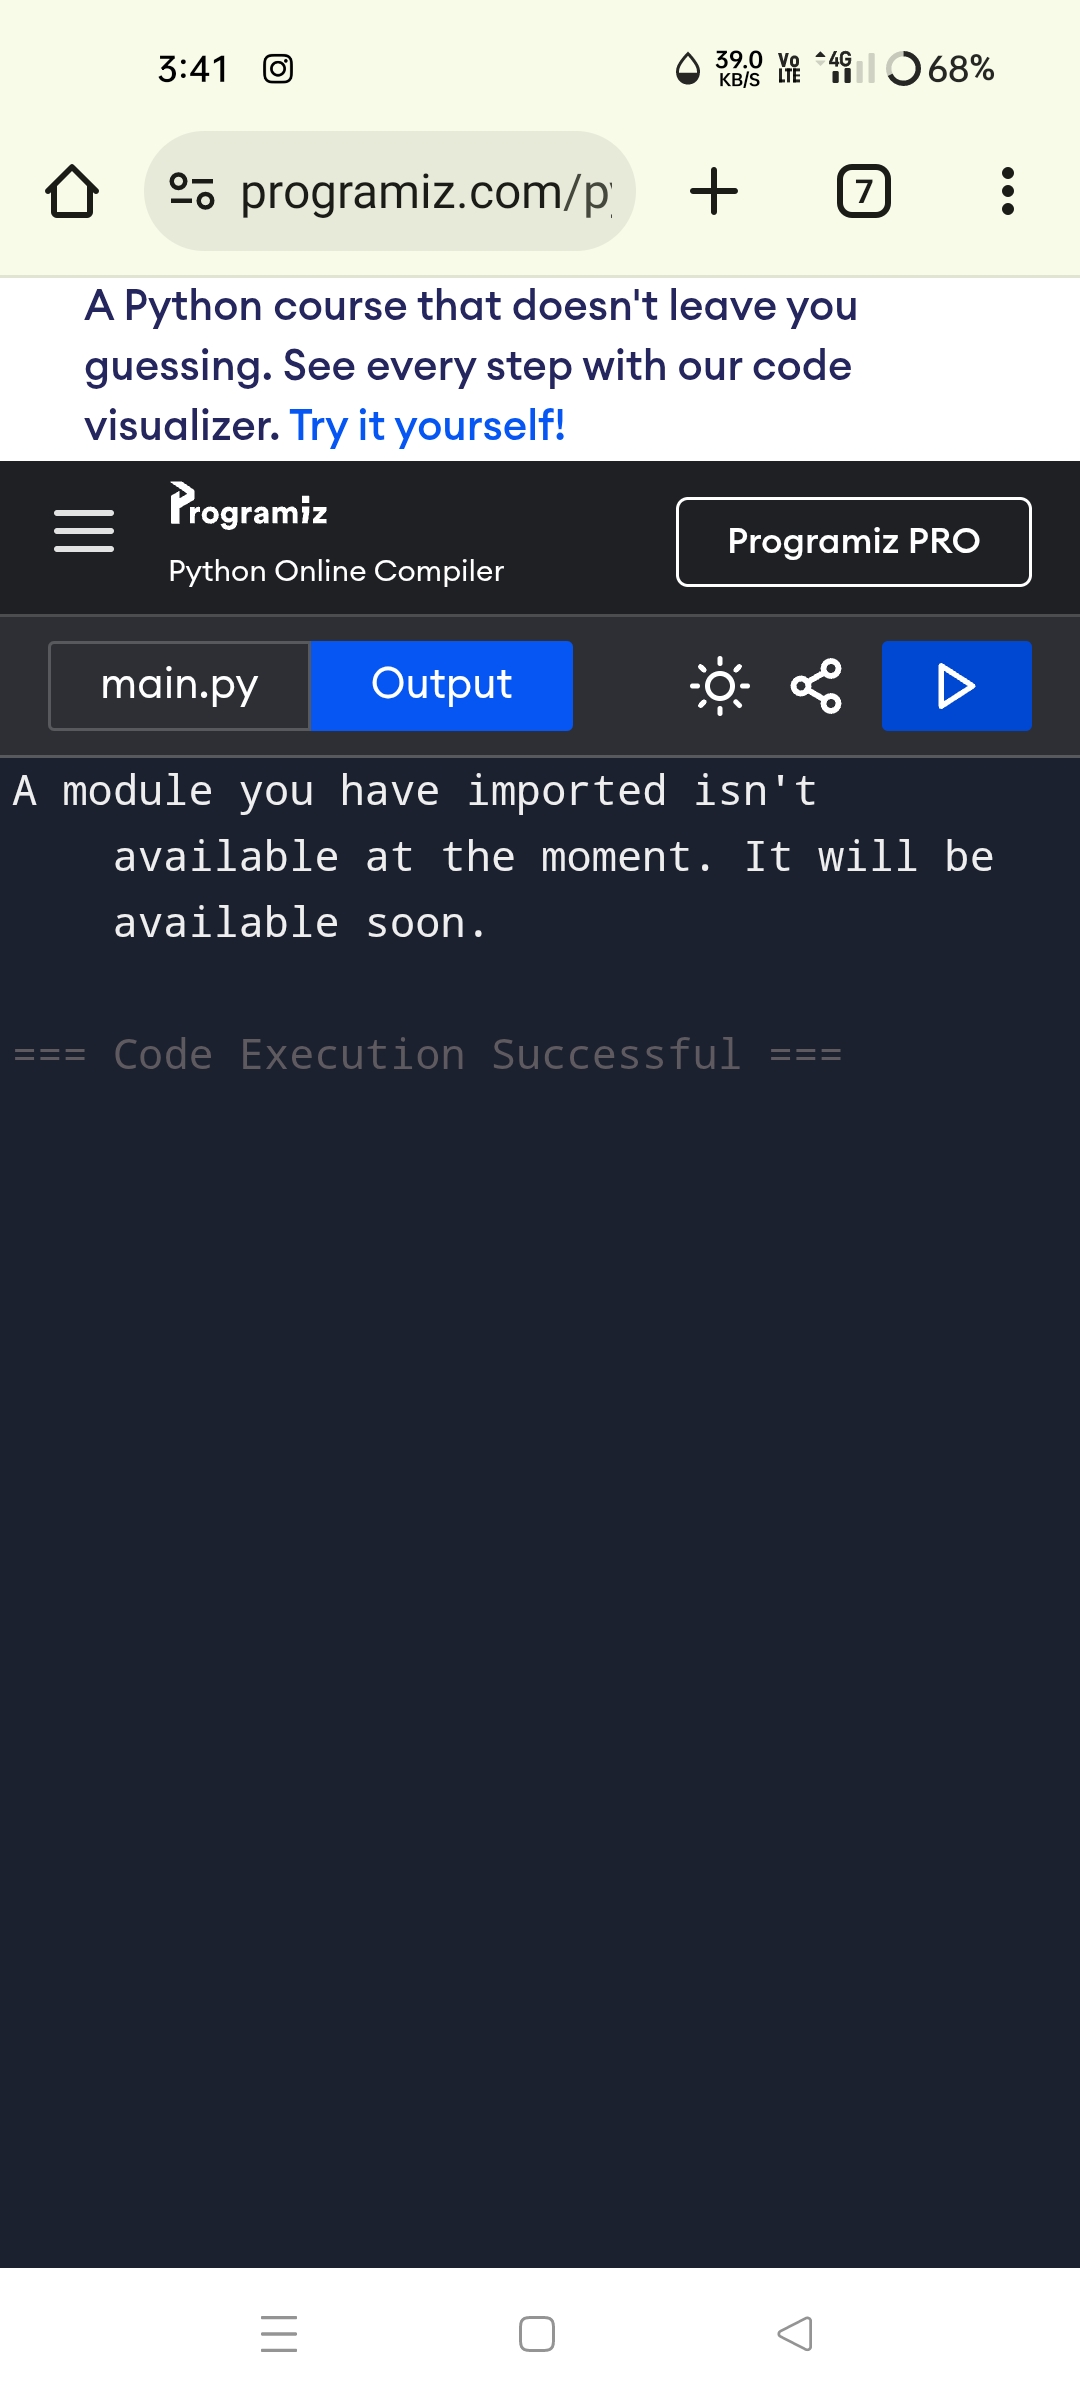 3:41 39.0 KB/S Vo LTE 4G 68%
programiz.com/p 7
A Python course that doesn't leave you
guessing. See every step with our code
visualizer. Try it yourself!
Programiz
Python Online Compiler
Programiz PRO
main.py Output
A module you have imported isn't
available at the moment. It will be
available soon.
=== Code Execution Successful ===